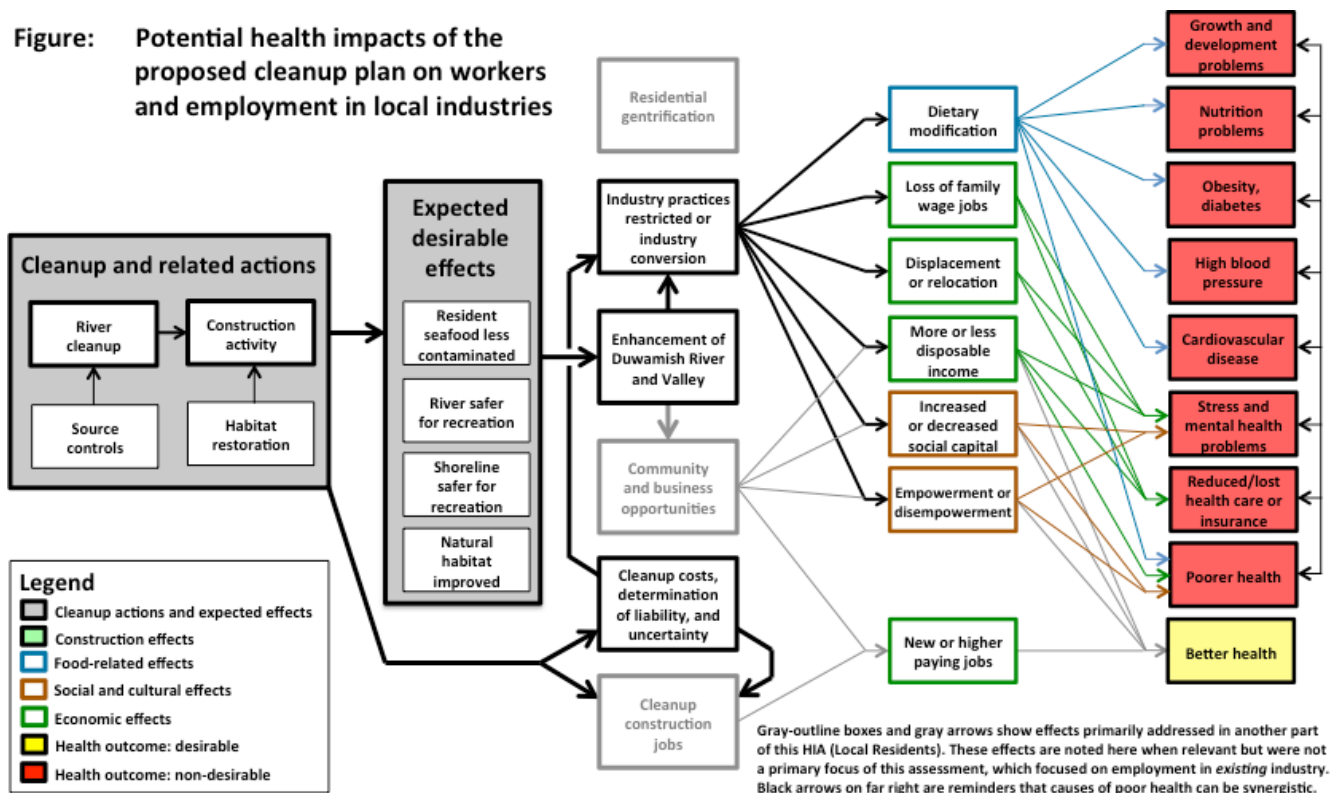 Figure: Potential health impacts of the
proposed cleanup plan on workers
and employment in local industries
Cleanup and related actions
River
cleanup
Construction
activity
Source
controls
Habitat
restoration
Expected
desirable
effects
Resident
seafood less
contaminated
River safer
for recreation
Shoreline
safer for
recreation
Natural
habitat
improved
Residential
gentrification
Industry practices
restricted or
industry
conversion
Enhancement of
Duwamish River
and Valley
Community
and business
opportunities
Cleanup costs,
determination
of liability, and
uncertainty
Cleanup
construction
jobs
Dietary
modification
Loss of family
wage jobs
Displacement
or relocation
More or less
disposable
income
Increased
or decreased
social capital
Empowerment or
disempowerment
New or higher
paying jobs
Growth and
development
problems
Nutrition
problems
Obesity,
diabetes
High blood
pressure
Cardiovascular
disease
Stress and
mental health
problems
Reduced/lost
health care or
insurance
Poorer health
Better health
Legend
Cleanup actions and expected effects
Construction effects
Food-related effects
Social and cultural effects
Economic effects
Health outcome: desirable
Health outcome: non-desirable
Gray-outline boxes and gray arrows show effects primarily addressed in another part
of this HIA (Local Residents). These effects are noted here when relevant but were not
a primary focus of this assessment, which focused on employment in existing industry.
Black arrows on far right are reminders that causes of poor health can be synergistic.